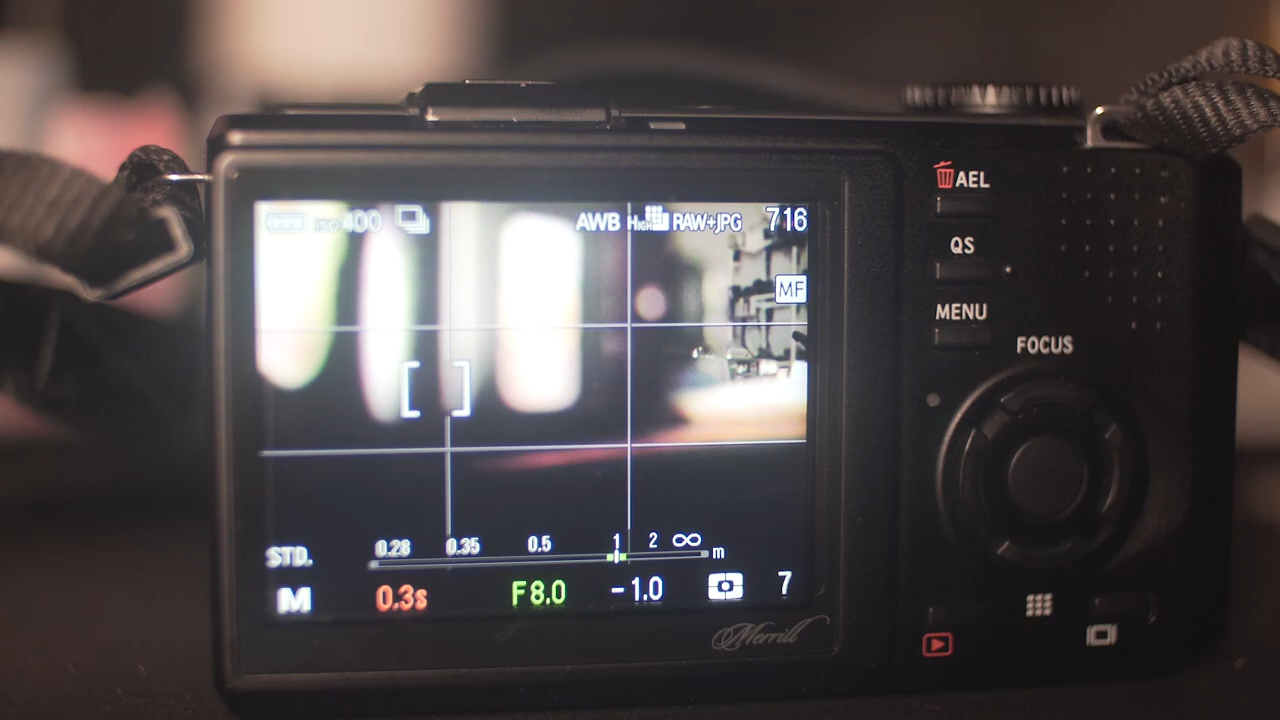 ISO 400 AWB HIGH RAW+JPG 716
MF
0.28 0.35 0.5 1 2 ∞ m
STD.
M 0.3s F8.0 -1.0 7
Merrill
AEL
QS
MENU
FOCUS